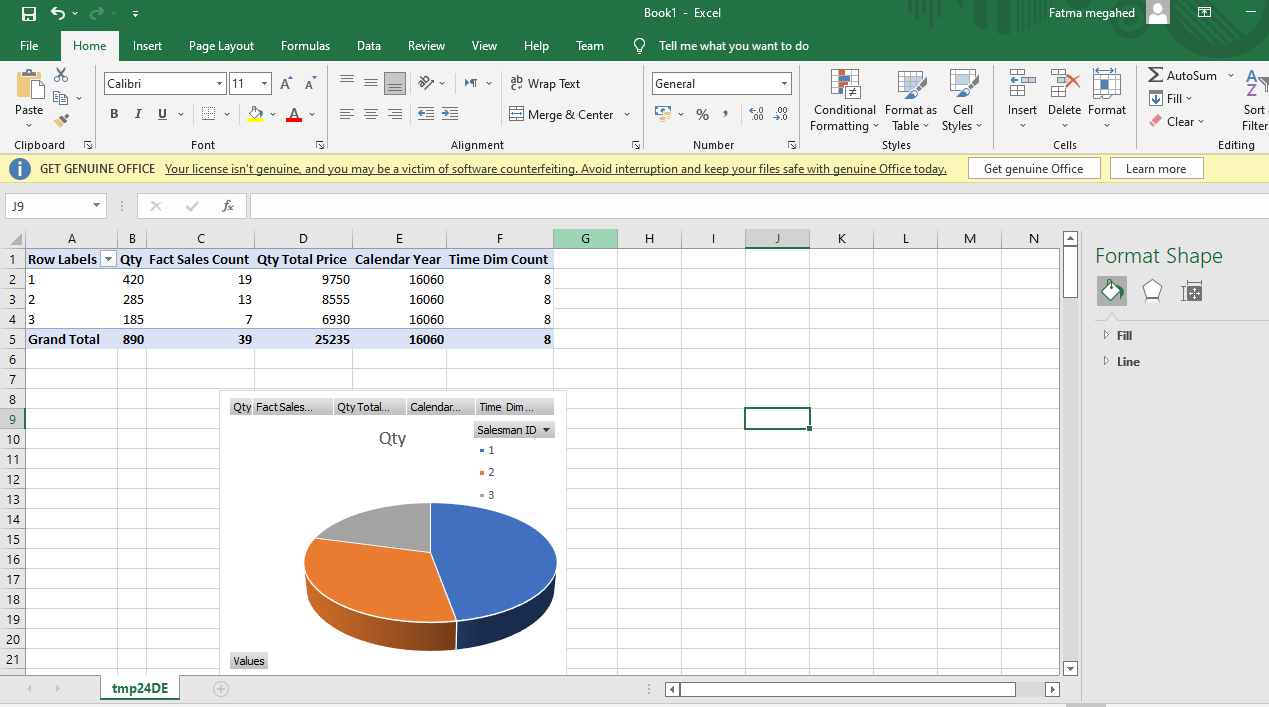 Book1 - Excel
Fatma megahed
File Home Insert Page Layout Formulas Data Review View Help Team Tell me what you want to do
Paste
Clipboard
Calibri 11
B I U
A A
A
Font
ab Wrap Text
Merge & Center
Alignment
General
% ,
.00
.00
Number
Conditional Formatting
Format as Table
Cell Styles
Styles
Insert Delete Format
Cells
AutoSum
Fill
Clear
Sort
Filter
Editing
GET GENUINE OFFICE Your license isn't genuine, and you may be a victim of software counterfeiting. Avoid interruption and keep your files safe with genuine Office today. Get genuine Office Learn more
J9 fx
A B C D E F G H I J K L M N
1 Row Labels Qty Fact Sales Count Qty Total Price Calendar Year Time Dim Count
2 1 420 19 9750 16060 8
3 2 285 13 8555 16060 8
4 3 185 7 6930 16060 8
5 Grand Total 890 39 25235 16060 8
6
7
8
9
10
11
12
13
14
15
16
17
18
19
20
21
Qty Fact Sales... Qty Total... Calendar... Time Dim...
Salesman ID
Qty
1
2
3
Values
tmp24DE
Format Shape
Fill
Line